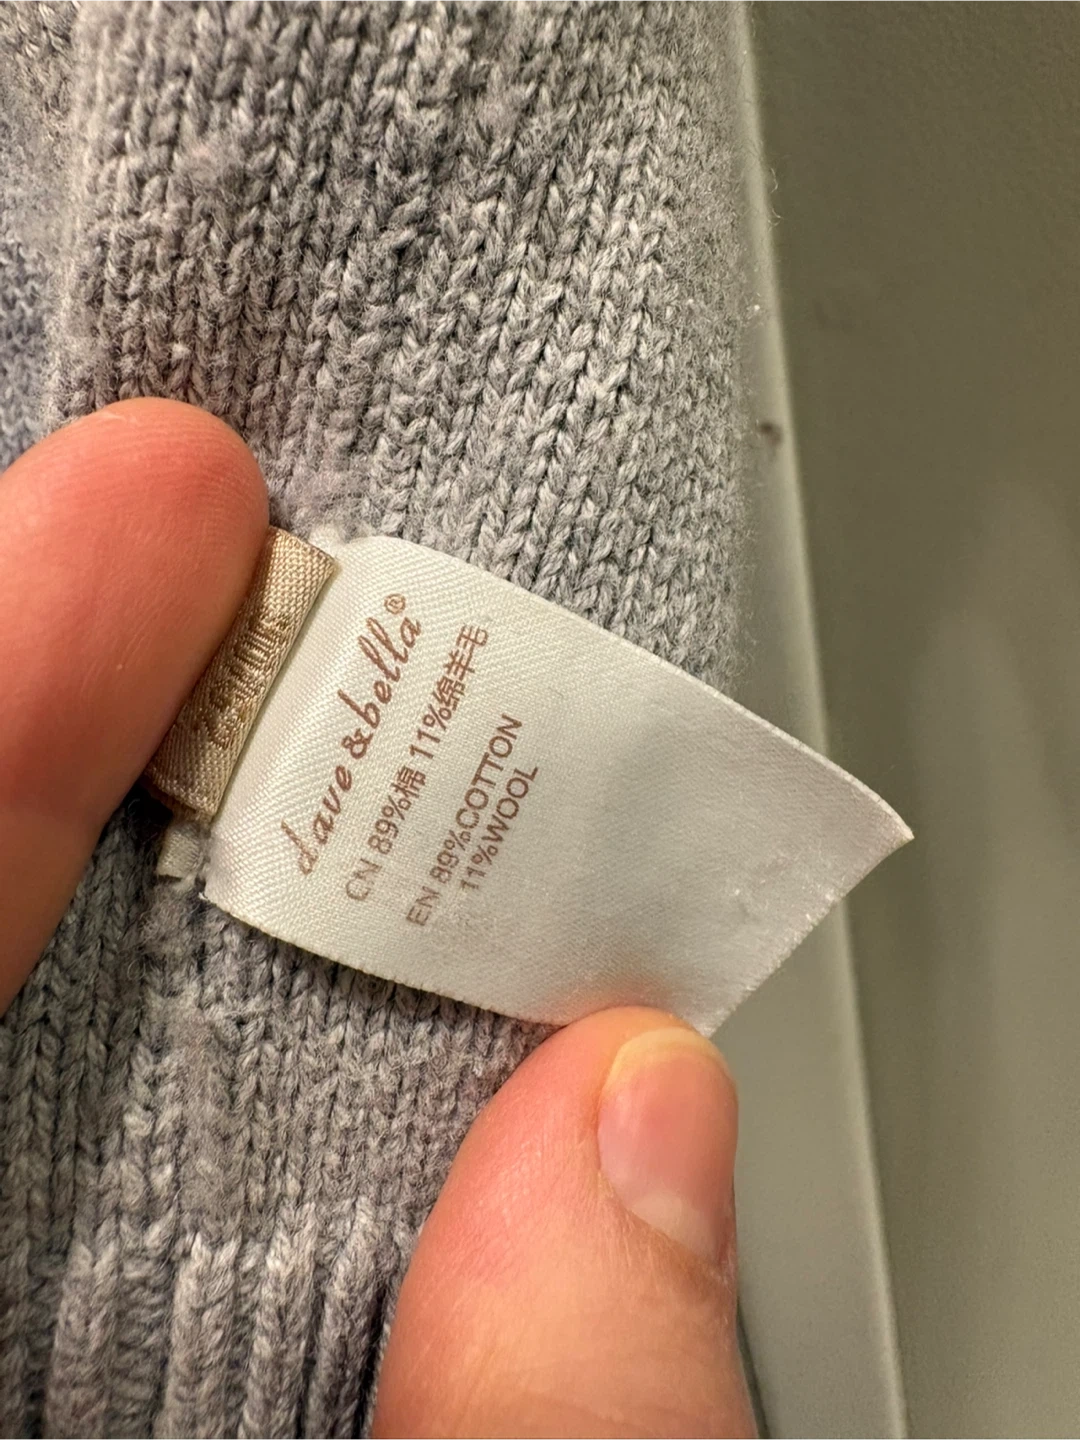 dave&bella®
CN 89%棉 11%绵羊毛
EN 89%COTTON
11%WOOL